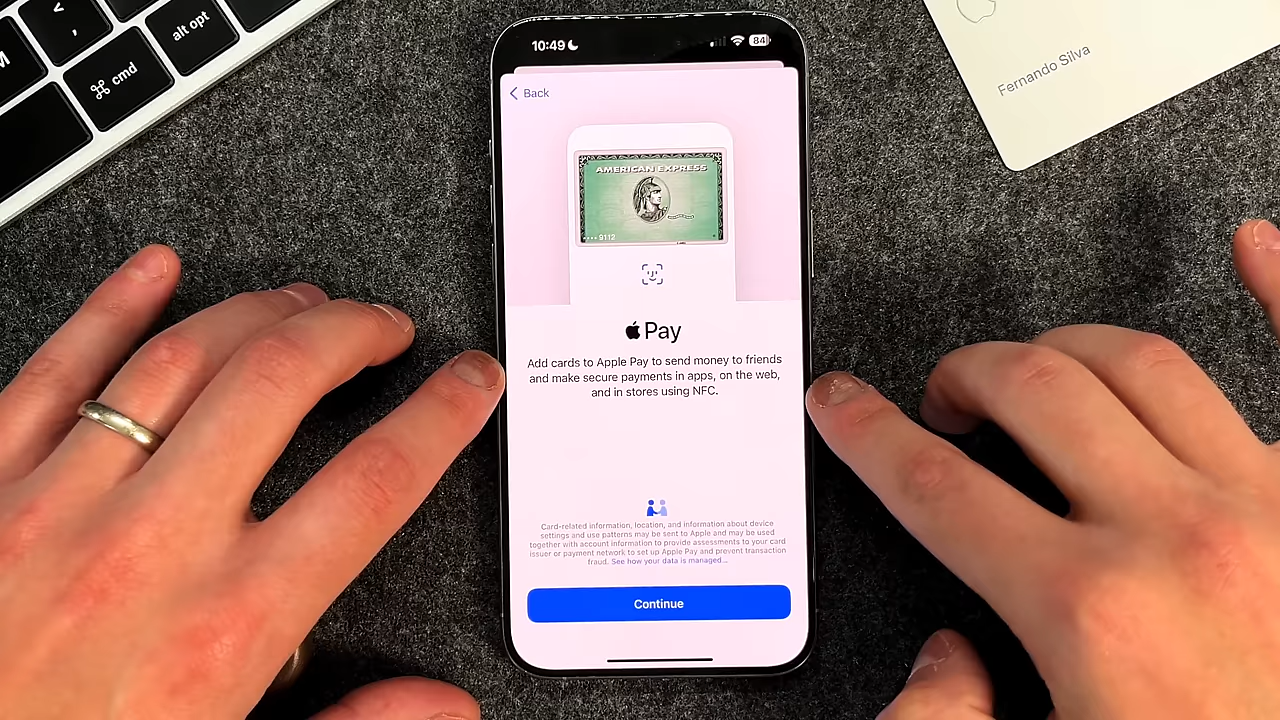 <
,
M
⌘ cmd
alt opt
10:49
84
Fernando Silva
Back
AMERICAN EXPRESS
•••• 9112
Pay
Add cards to Apple Pay to send money to friends
and make secure payments in apps, on the web,
and in stores using NFC.
Card-related information, location, and information about device
settings and use patterns may be sent to Apple and may be used
together with account information to provide assessments to your card
issuer or payment network to set up Apple Pay and prevent transaction
fraud. See how your data is managed...
Continue